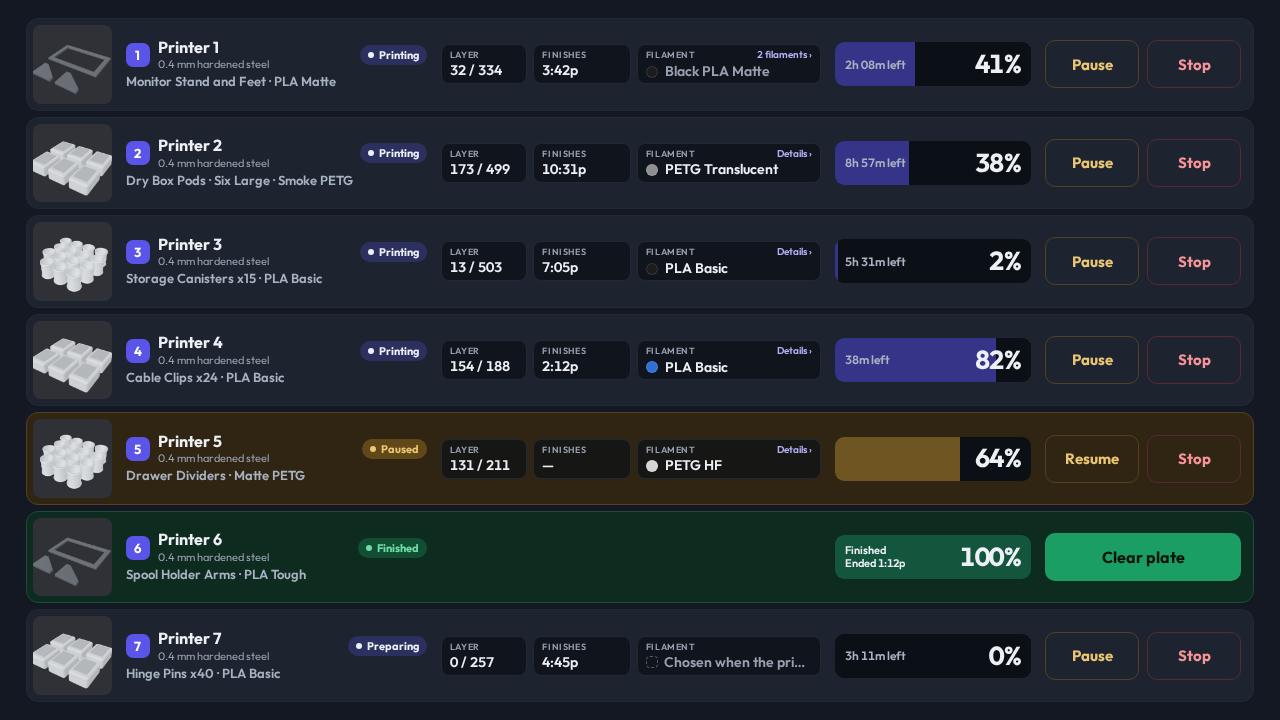 1
Printer 1
0.4 mm hardened steel
Monitor Stand and Feet · PLA Matte
Printing
LAYER
32 / 334
FINISHES
3:42p
FILAMENT
2 filaments ›
Black PLA Matte
2h 08m left
41%
Pause
Stop
2
Printer 2
0.4 mm hardened steel
Dry Box Pods · Six Large · Smoke PETG
Printing
LAYER
173 / 499
FINISHES
10:31p
FILAMENT
Details ›
PETG Translucent
8h 57m left
38%
Pause
Stop
3
Printer 3
0.4 mm hardened steel
Storage Canisters x15 · PLA Basic
Printing
LAYER
13 / 503
FINISHES
7:05p
FILAMENT
Details ›
PLA Basic
5h 31m left
2%
Pause
Stop
4
Printer 4
0.4 mm hardened steel
Cable Clips x24 · PLA Basic
Printing
LAYER
154 / 188
FINISHES
2:12p
FILAMENT
Details ›
PLA Basic
38m left
82%
Pause
Stop
5
Printer 5
0.4 mm hardened steel
Drawer Dividers · Matte PETG
Paused
LAYER
131 / 211
FINISHES
—
FILAMENT
Details ›
PETG HF
64%
Resume
Stop
6
Printer 6
0.4 mm hardened steel
Spool Holder Arms · PLA Tough
Finished
Finished
Ended 1:12p
100%
Clear plate
7
Printer 7
0.4 mm hardened steel
Hinge Pins x40 · PLA Basic
Preparing
LAYER
0 / 257
FINISHES
4:45p
FILAMENT
Chosen when the pri...
3h 11m left
0%
Pause
Stop